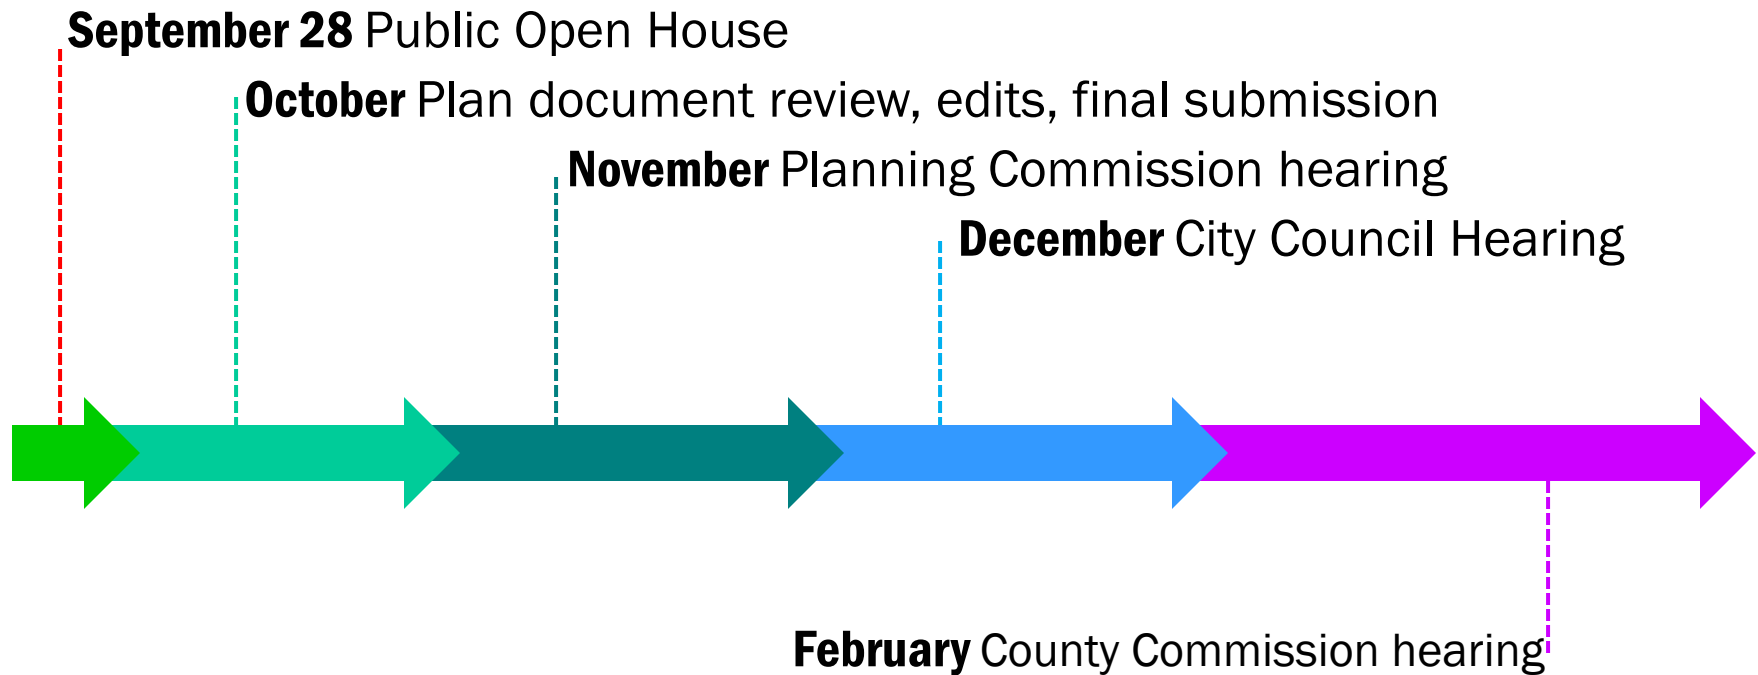 September 28 Public Open House
October Plan document review, edits, final submission
November Planning Commission hearing
December City Council Hearing
February County Commission hearing